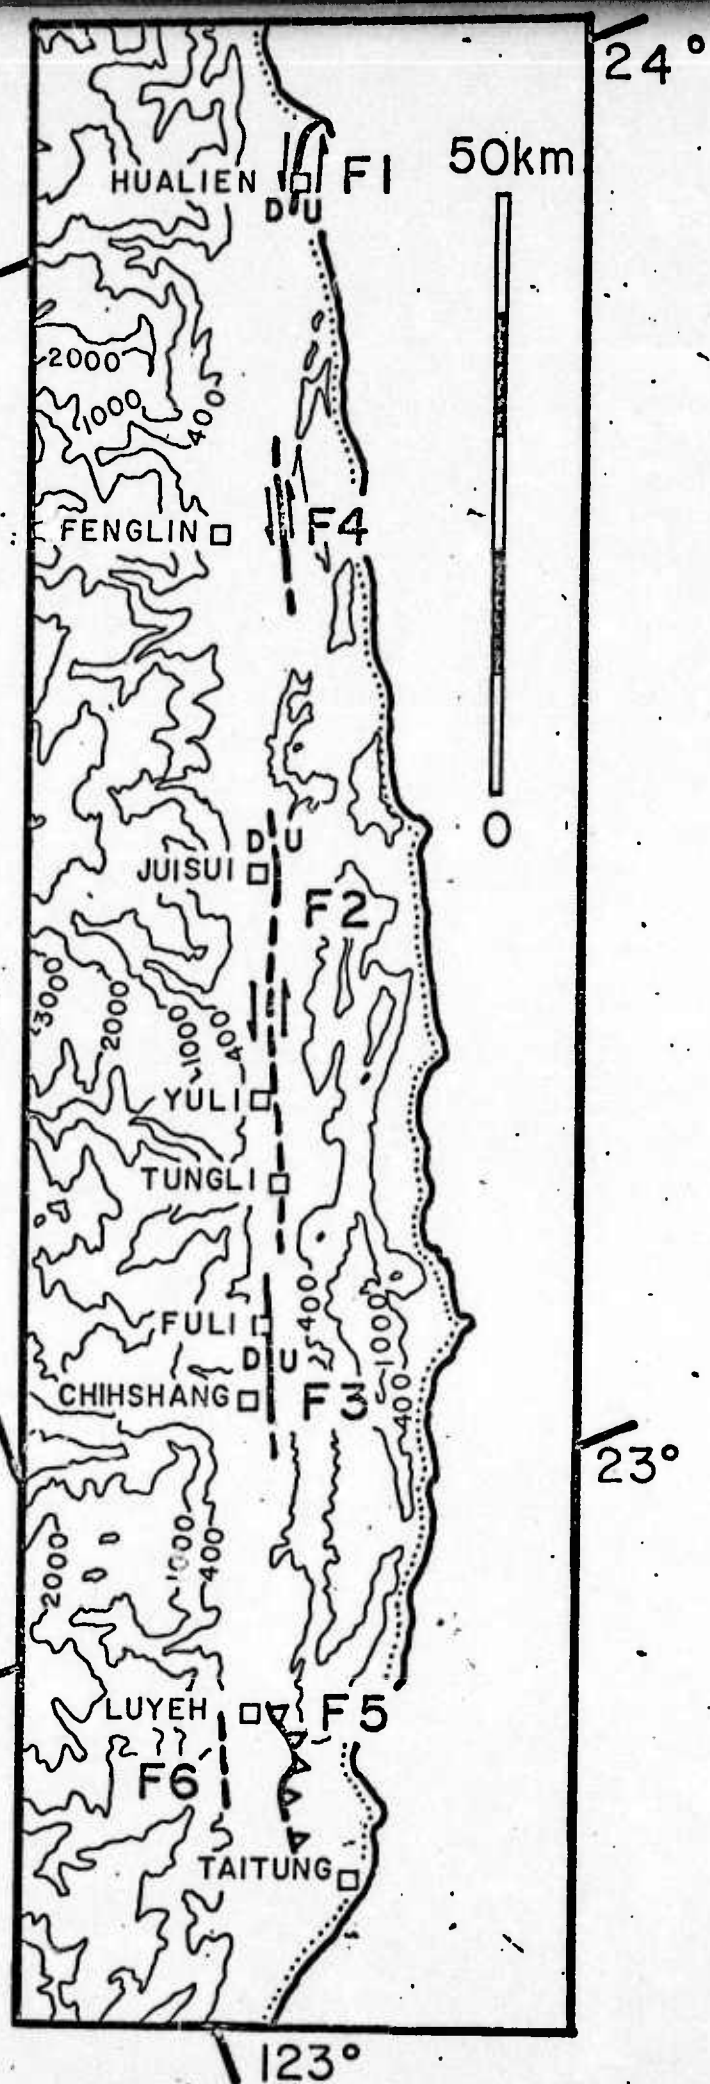 24°
50km
HUALIEN
F1
D U
2000
1000
400
FENGLIN
F4
0
D U
JUISUI
F2
3000
2000
1000
400
YULI
TUNGLI
400
1000
FULI
D U
CHIHSHANG
F3
400
23°
2000
1000
400
LUYEH
F5
??
F6
TAITUNG
123°